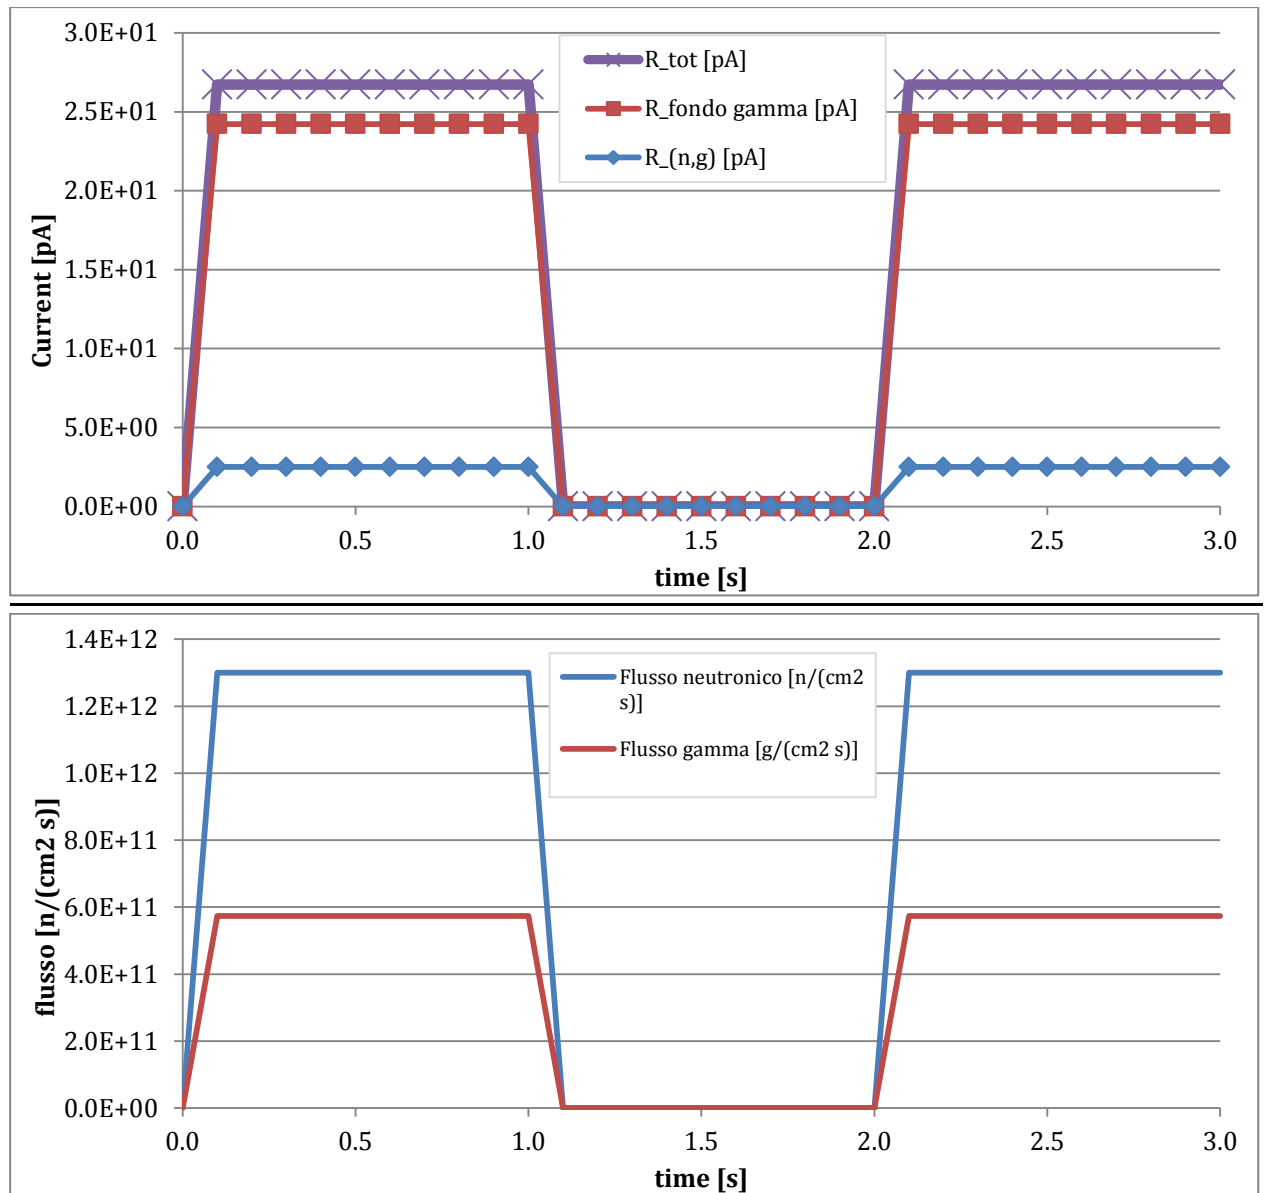 3.0E+01
2.5E+01
2.0E+01
1.5E+01
1.0E+01
5.0E+00
0.0E+00
Current [pA]
R_tot [pA]
R_fondo gamma [pA]
R_(n,g) [pA]
0.0 0.5 1.0 1.5 2.0 2.5 3.0
time [s]
1.4E+12
1.2E+12
1.0E+12
8.0E+11
6.0E+11
4.0E+11
2.0E+11
0.0E+00
flusso [n/(cm2 s)]
Flusso neutronico [n/(cm2
s)]
Flusso gamma [g/(cm2 s)]
0.0 0.5 1.0 1.5 2.0 2.5 3.0
time [s]